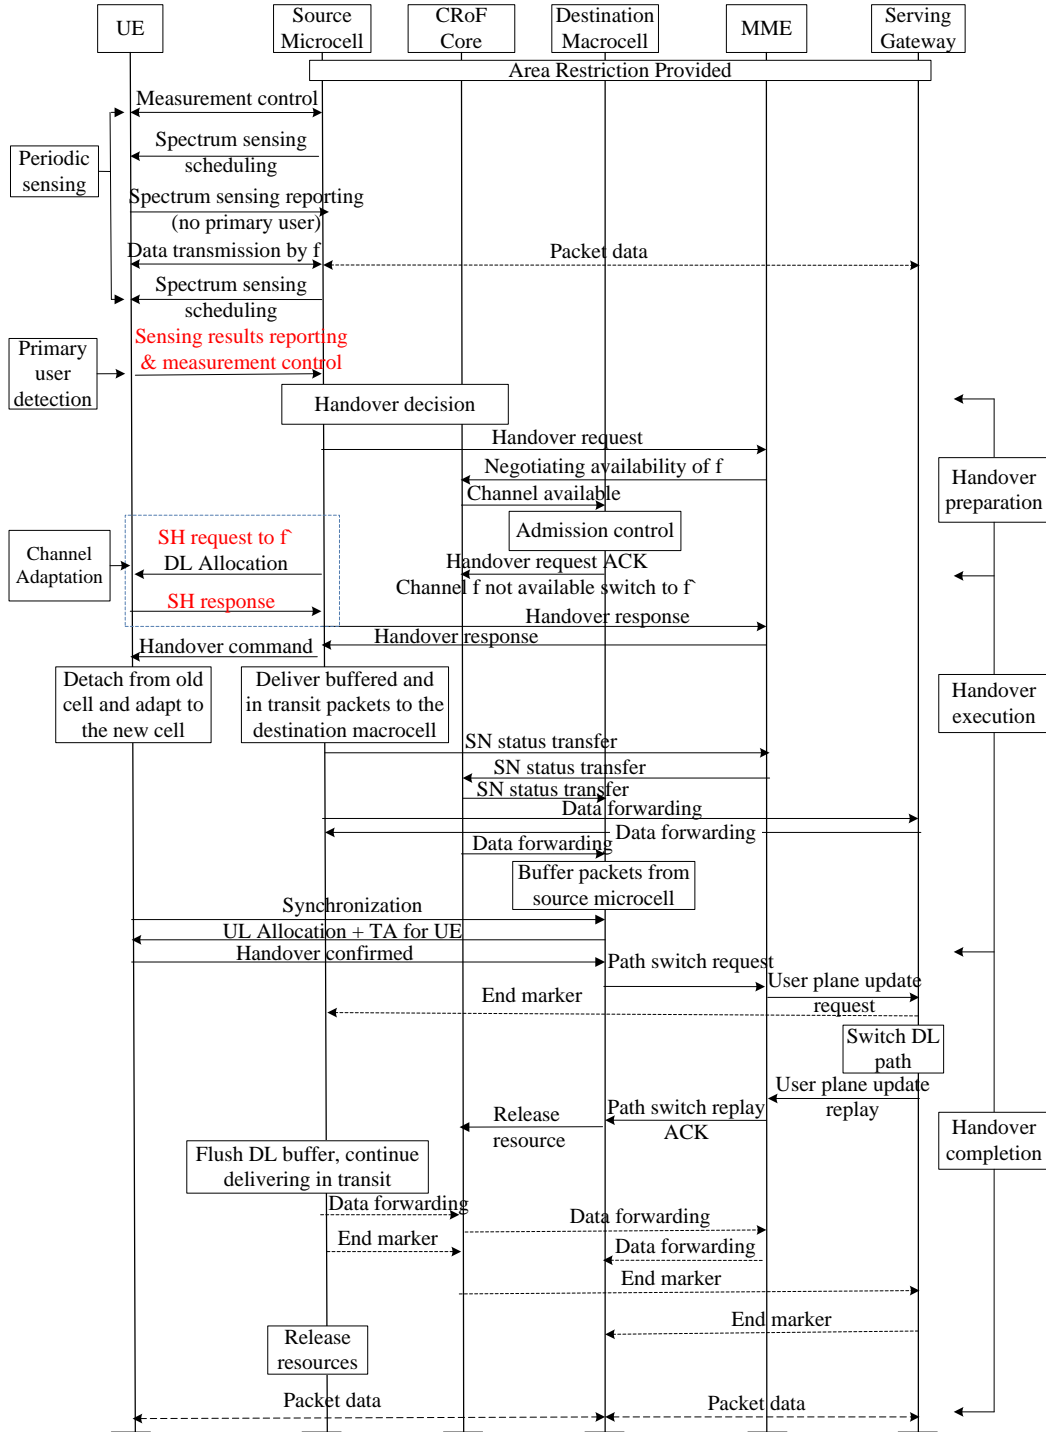 UE
Source
Microcell
CRoF
Core
Destination
Macrocell
MME
Serving
Gateway
Area Restriction Provided
Measurement control
Spectrum sensing
scheduling
Periodic
sensing
Spectrum sensing reporting
(no primary user)
Data transmission by f
Packet data
Spectrum sensing
scheduling
Sensing results reporting
& measurement control
Primary
user
detection
Handover decision
Handover request
Negotiating availability of f
Channel available
Handover
preparation
Admission control
SH request to f`
Channel
Adaptation
DL Allocation
Handover request ACK
Channel f not available switch to f`
SH response
Handover response
Handover response
Handover command
Detach from old
cell and adapt to
the new cell
Deliver buffered and
in transit packets to the
destination macrocell
Handover
execution
SN status transfer
SN status transfer
SN status transfer
Data forwarding
Data forwarding
Data forwarding
Buffer packets from
source microcell
Synchronization
UL Allocation + TA for UE
Handover confirmed
Path switch request
User plane update
request
End marker
Switch DL
path
User plane update
replay
Path switch replay
ACK
Release
resource
Handover
completion
Flush DL buffer, continue
delivering in transit
Data forwarding
Data forwarding
End marker
Data forwarding
End marker
End marker
Release
resources
Packet data
Packet data